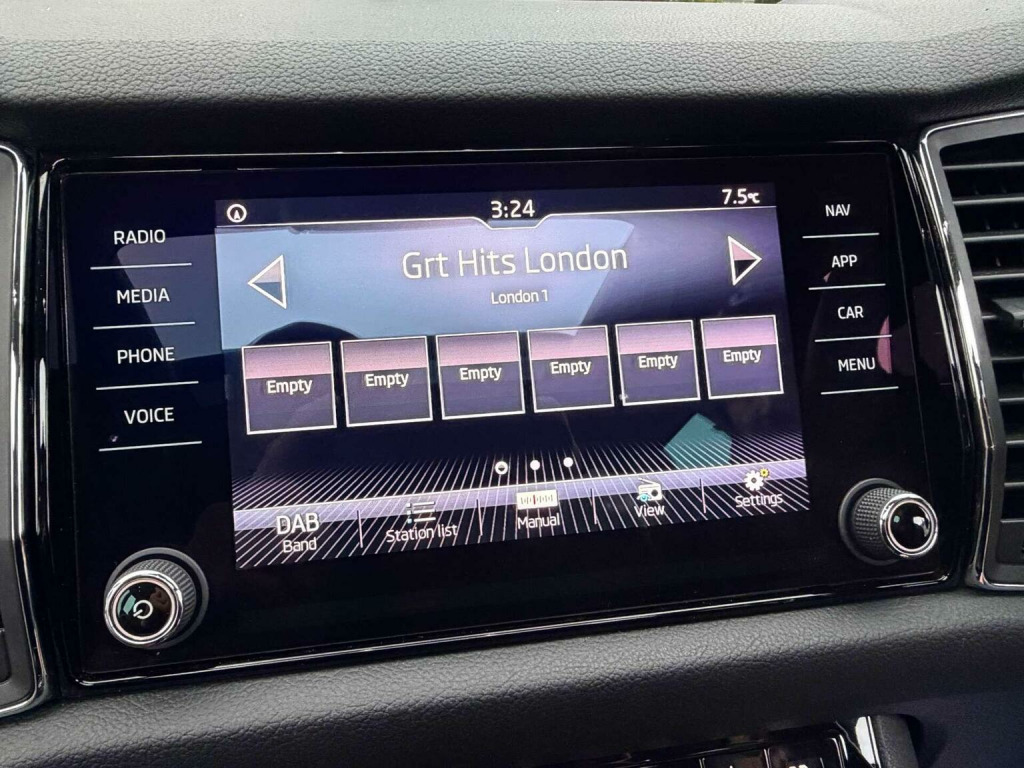 3:24
7.5°C
RADIO
MEDIA
PHONE
VOICE
Grt Hits London
London 1
Empty Empty Empty Empty Empty Empty
DAB
Band
Station list
Manual
View
Settings
NAV
APP
CAR
MENU